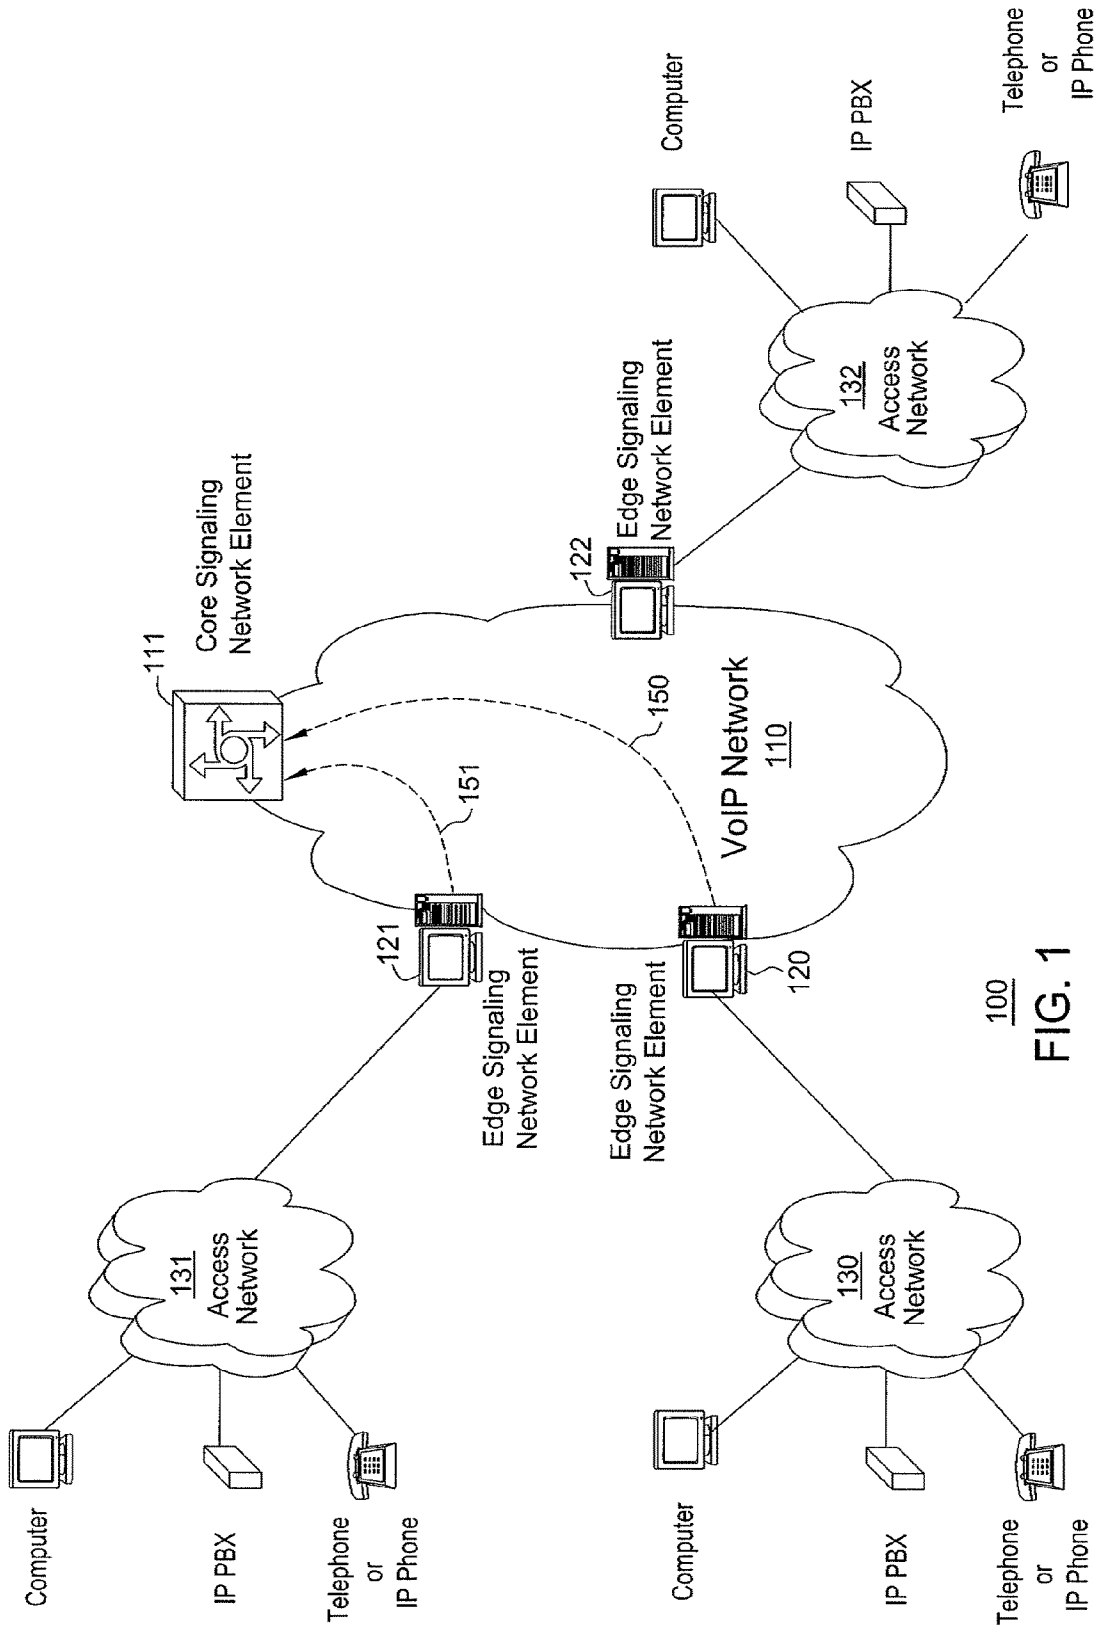 Computer
IP PBX
Telephone
or
IP Phone
131
Access
Network
121
Edge Signaling
Network Element
151
111
Core Signaling
Network Element
Computer
IP PBX
Telephone
or
IP Phone
130
Access
Network
Edge Signaling
Network Element
120
VoIP Network
110
150
122
Edge Signaling
Network Element
132
Access
Network
Computer
IP PBX
Telephone
or
IP Phone
100
FIG. 1